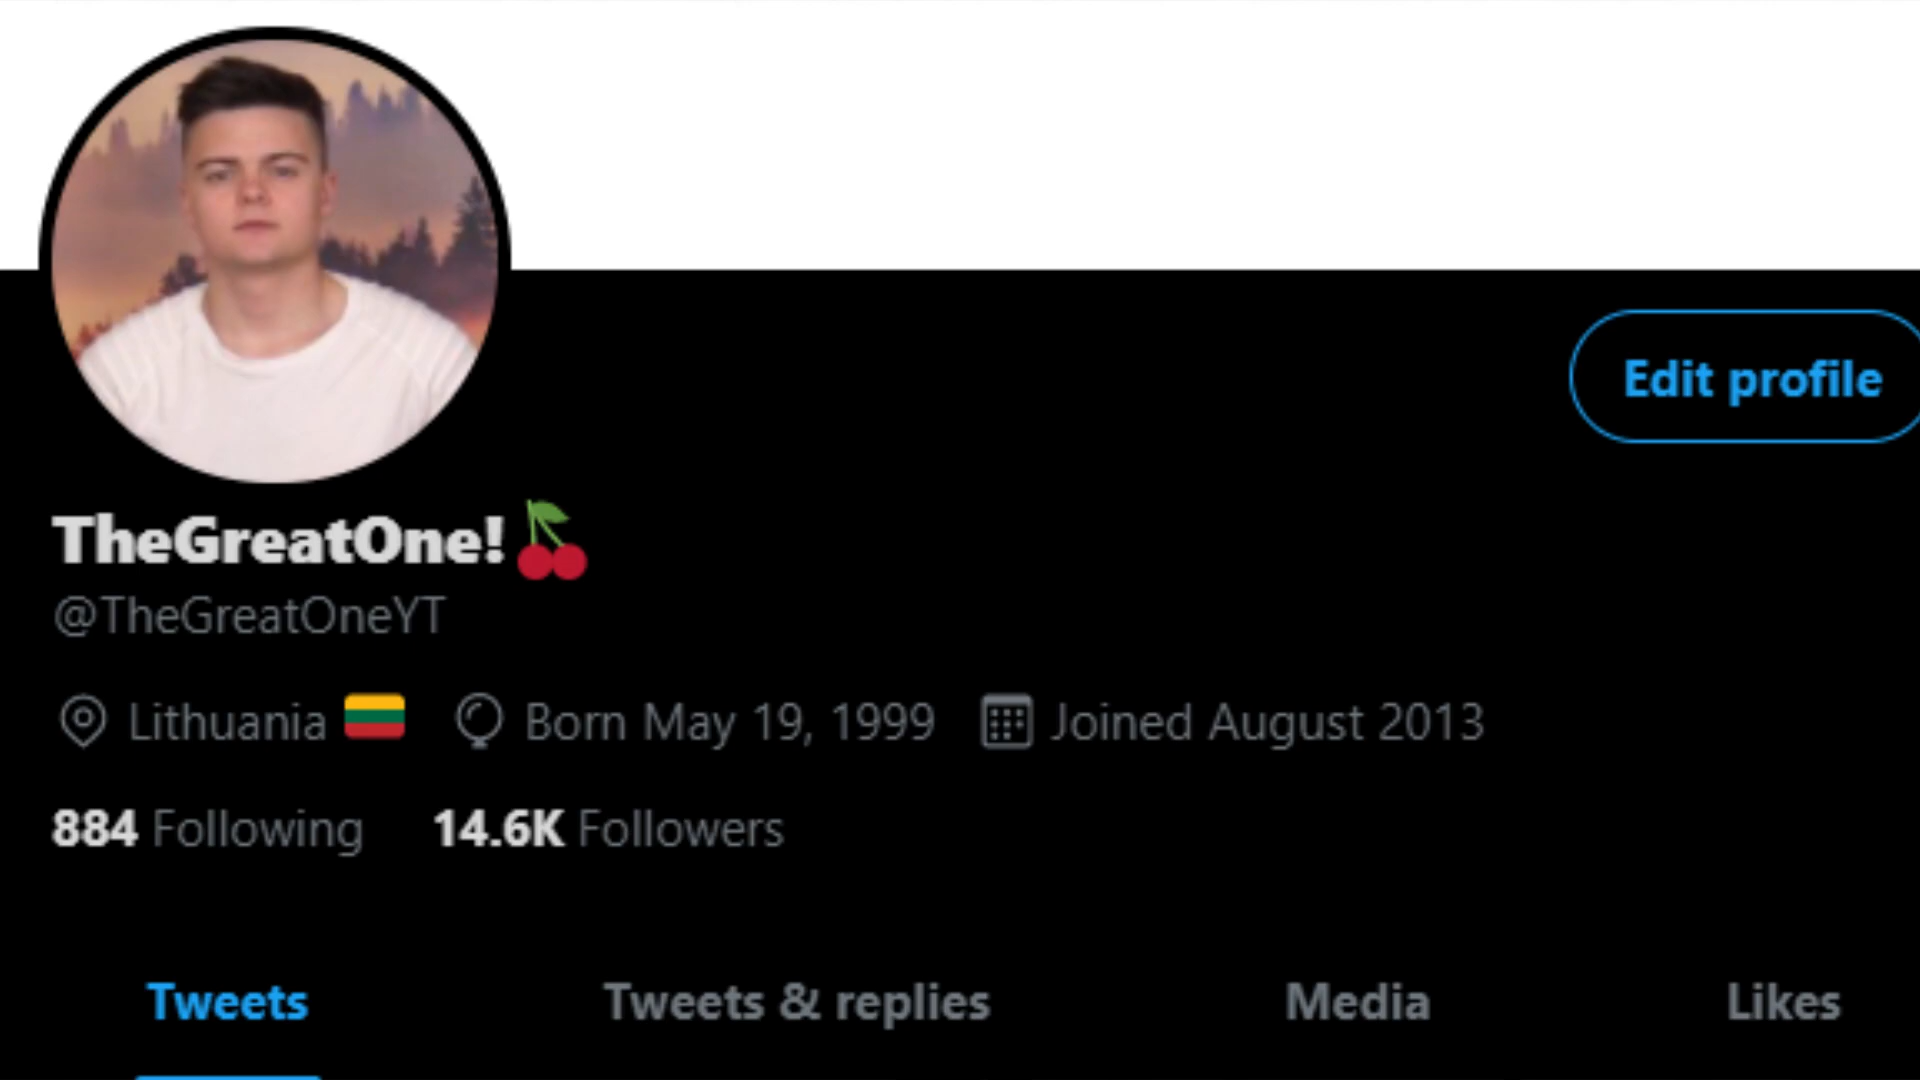 Edit profile
TheGreatOne!🍒
@TheGreatOneYT
Lithuania 🇱🇹 Born May 19, 1999 Joined August 2013
884 Following 14.6K Followers
Tweets Tweets & replies Media Likes